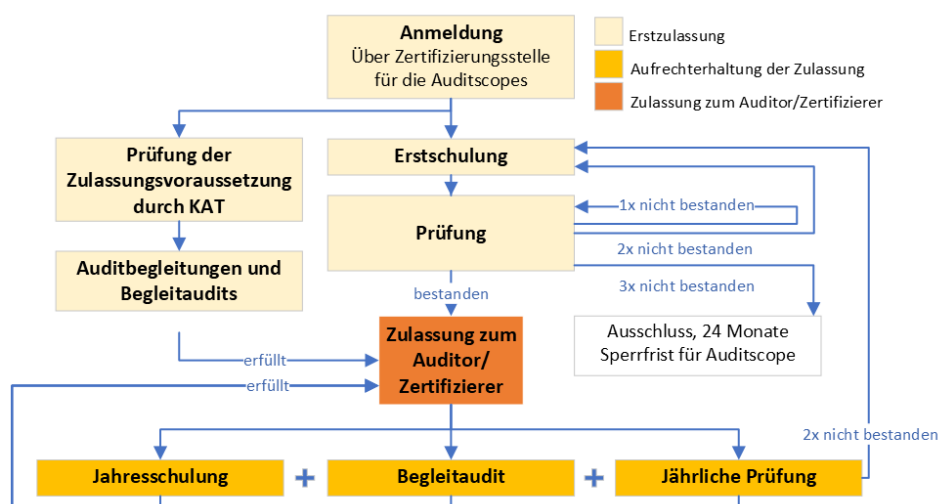 Anmeldung
Über Zertifizierungsstelle
für die Auditscopes
Erstzulassung
Aufrechterhaltung der Zulassung
Zulassung zum Auditor/Zertifizierer
Prüfung der
Zulassungsvoraussetzung
durch KAT
Erstschulung
1x nicht bestanden
Prüfung
2x nicht bestanden
Auditbegleitungen und
Begleitaudits
3x nicht bestanden
bestanden
Zulassung zum
Auditor/
Zertifizierer
Ausschluss, 24 Monate
Sperrfrist für Auditscope
erfüllt
erfüllt
2x nicht bestanden
Jahresschulung
+
Begleitaudit
+
Jährliche Prüfung